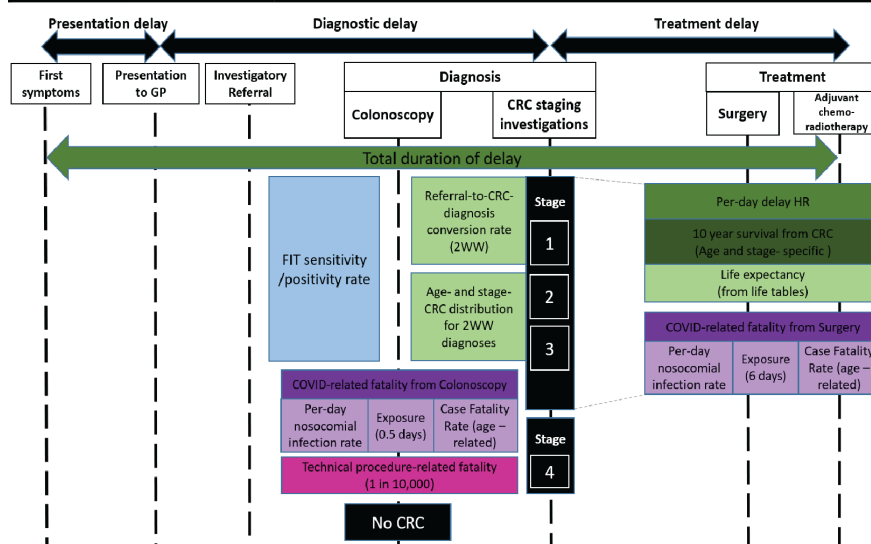 Presentation delay
Diagnostic delay
Treatment delay
First
symptoms
Presentation
to GP
Investigatory
Referral
Diagnosis
Colonoscopy
CRC staging
investigations
Treatment
Surgery
Adjuvant
chemo-
radiotherapy
Total duration of delay
FIT sensitivity
/positivity rate
Referral-to-CRC-
diagnosis
conversion rate
(2WW)
Age- and stage-
CRC distribution
for 2WW
diagnoses
Stage
1
2
3
Stage
4
Per-day delay HR
10 year survival from CRC
(Age and stage- specific )
Life expectancy
(from life tables)
COVID-related fatality from Surgery
Per-day
nosocomial
infection rate
Exposure
(6 days)
Case Fatality
Rate (age –
related)
COVID-related fatality from Colonoscopy
Per-day
nosocomial
infection rate
Exposure
(0.5 days)
Case Fatality
Rate (age –
related)
Technical procedure-related fatality
(1 in 10,000)
No CRC